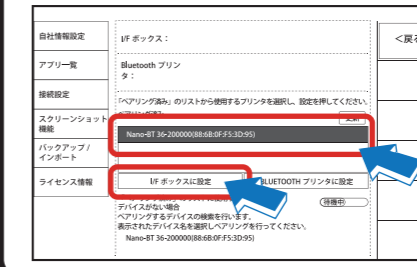 自社情報設定
アプリ一覧
接続設定
スクリーンショット
機能
バックアップ /
インポート
ライセンス情報
I/F ボックス：
Bluetooth プリン
タ：
「ペアリング済み」のリストから使用するプリンタを選択し、設定を押してください。
Nano-BT 36-200000(88:6B:0F:F5:3D:95)
I/F ボックスに設定
BLUETOOTH プリンタに設定
デバイスがない場合
(待機中)
ペアリングするデバイスの検索を行います。
表示されたデバイス名を選択しペアリングを行ってください。
Nano-BT 36-200000(88:6B:0F:F5:3D:95)
<戻る